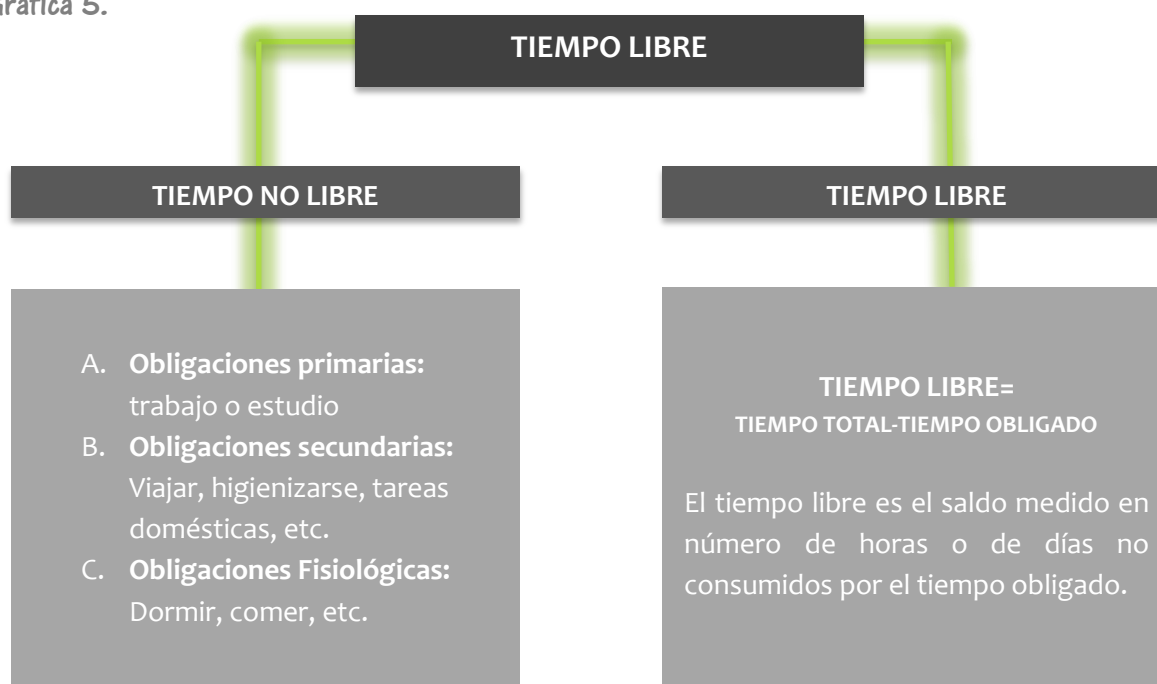 Gráfica 5.
TIEMPO LIBRE
TIEMPO NO LIBRE
A. Obligaciones primarias:
trabajo o estudio
B. Obligaciones secundarias:
Viajar, higienizarse, tareas
domésticas, etc.
C. Obligaciones Fisiológicas:
Dormir, comer, etc.
TIEMPO LIBRE
TIEMPO LIBRE=
TIEMPO TOTAL-TIEMPO OBLIGADO
El tiempo libre es el saldo medido en
número de horas o de días no
consumidos por el tiempo obligado.